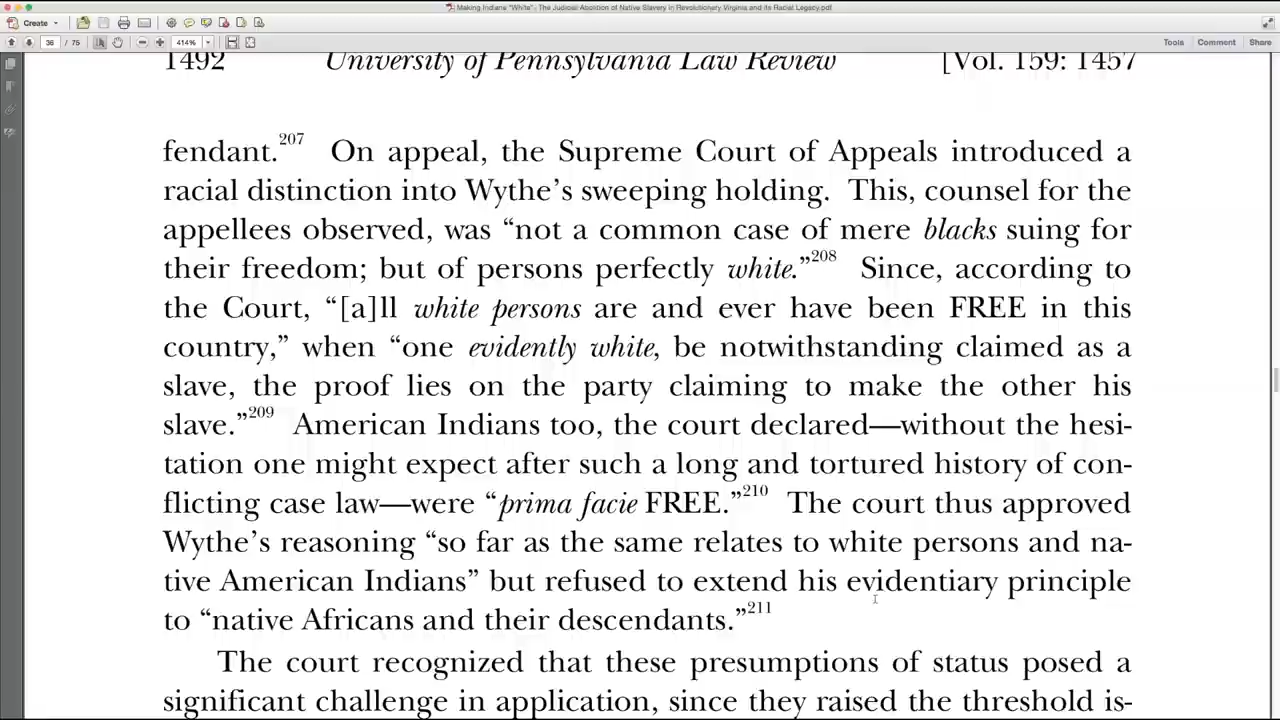 Making Indians "White": The Judicial Abolition of Native Slavery in Revolutionary Virginia and Its Racial Legacy.pdf
Create
36 / 75 414% Tools Comment Share
1492 University of Pennsylvania Law Review [Vol. 159: 1457
fendant.207 On appeal, the Supreme Court of Appeals introduced a
racial distinction into Wythe’s sweeping holding. This, counsel for the
appellees observed, was “not a common case of mere blacks suing for
their freedom; but of persons perfectly white.”208 Since, according to
the Court, “[a]ll white persons are and ever have been FREE in this
country,” when “one evidently white, be notwithstanding claimed as a
slave, the proof lies on the party claiming to make the other his
slave.”209 American Indians too, the court declared—without the hesi-
tation one might expect after such a long and tortured history of con-
flicting case law—were “prima facie FREE.”210 The court thus approved
Wythe’s reasoning “so far as the same relates to white persons and na-
tive American Indians” but refused to extend his evidentiary principle
to “native Africans and their descendants.”211
The court recognized that these presumptions of status posed a
significant challenge in application, since they raised the threshold is-